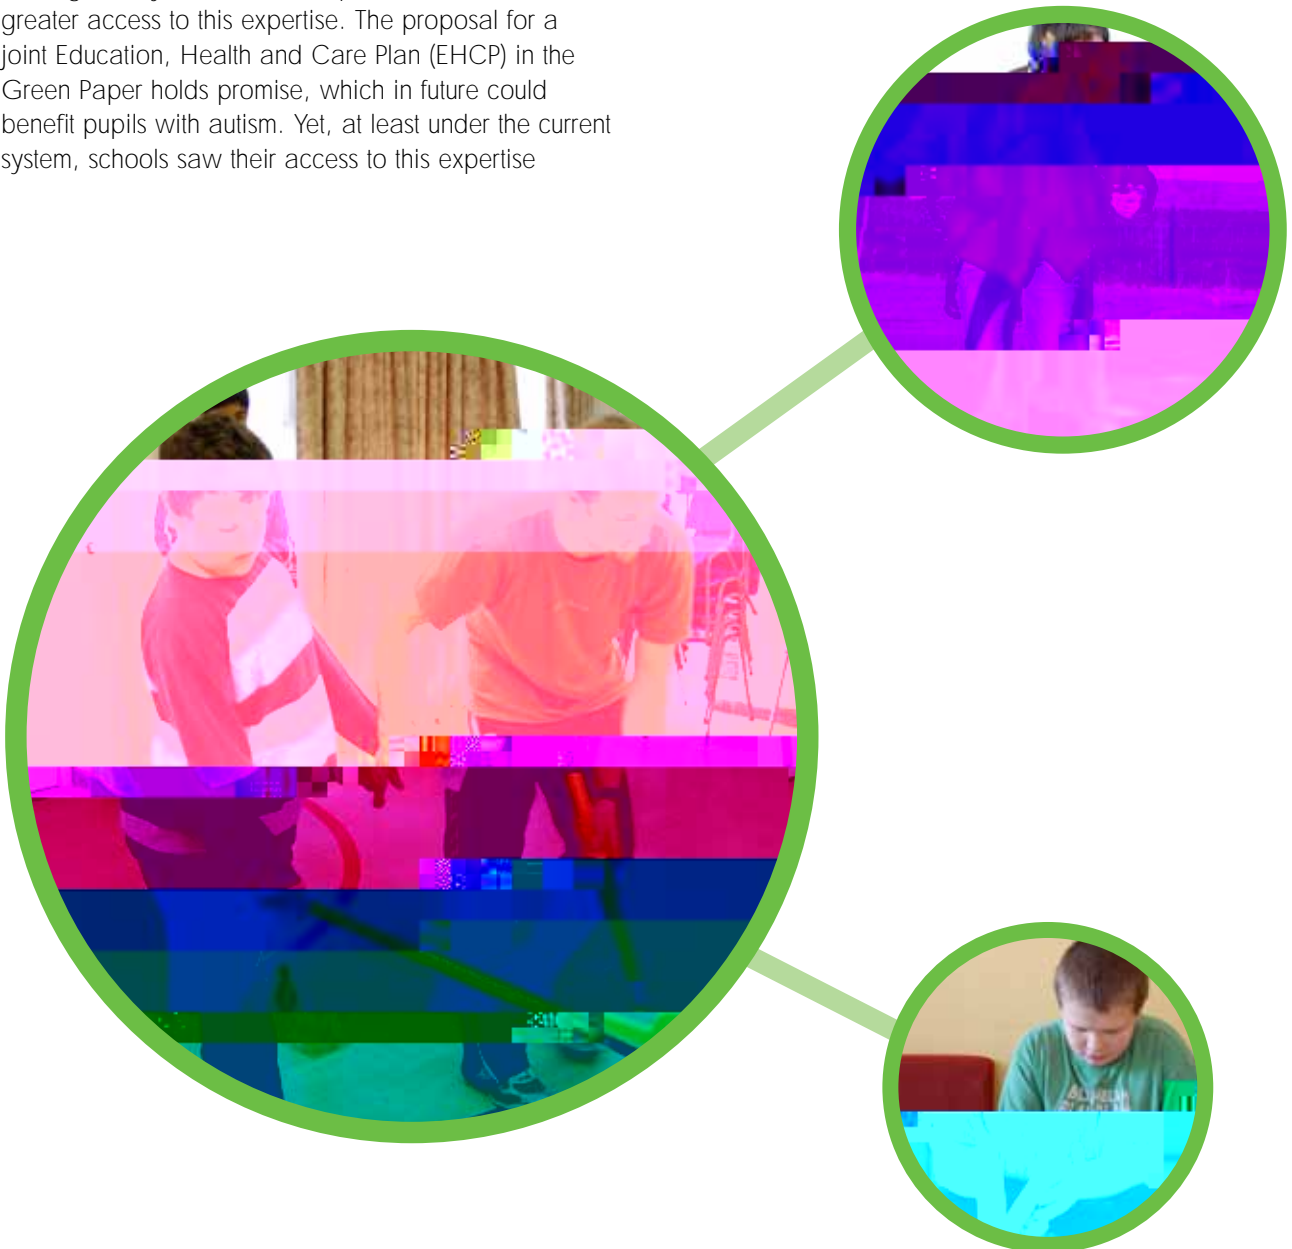 greater access to this expertise. The proposal for a
joint Education, Health and Care Plan (EHCP) in the
Green Paper holds promise, which in future could
benefit pupils with autism. Yet, at least under the current
system, schools saw their access to this expertise